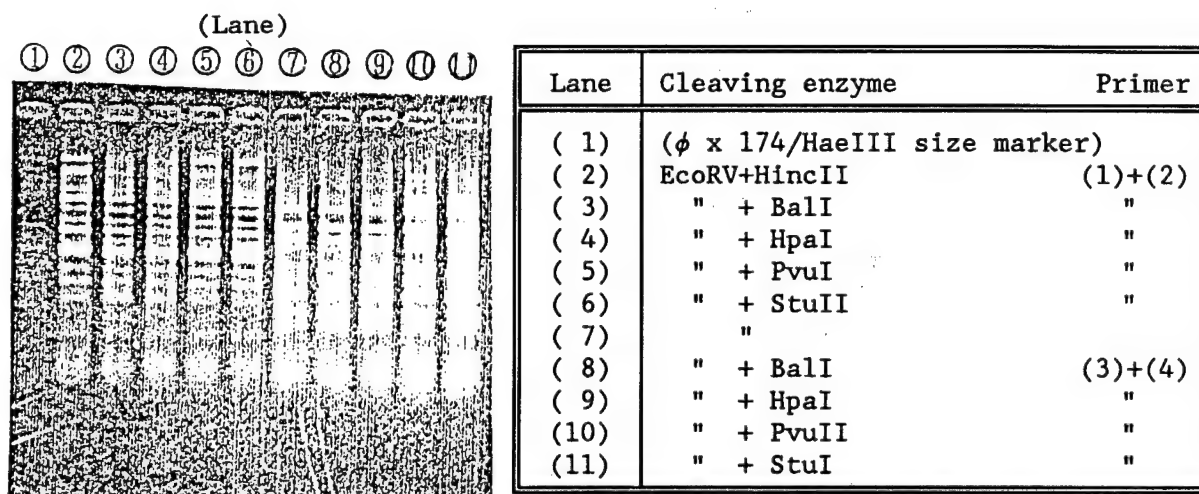 (Lane)
① ② ③ ④ ⑤ ⑥ ⑦ ⑧ ⑨ ⑩ ⑪
Lane Cleaving enzyme Primer
( 1) (φ x 174/HaeIII size marker)
( 2) EcoRV+HincII (1)+(2)
( 3) " + BalI "
( 4) " + HpaI "
( 5) " + PvuI "
( 6) " + StuII "
( 7) "
( 8) " + BalI (3)+(4)
( 9) " + HpaI "
(10) " + PvuII "
(11) " + StuI "